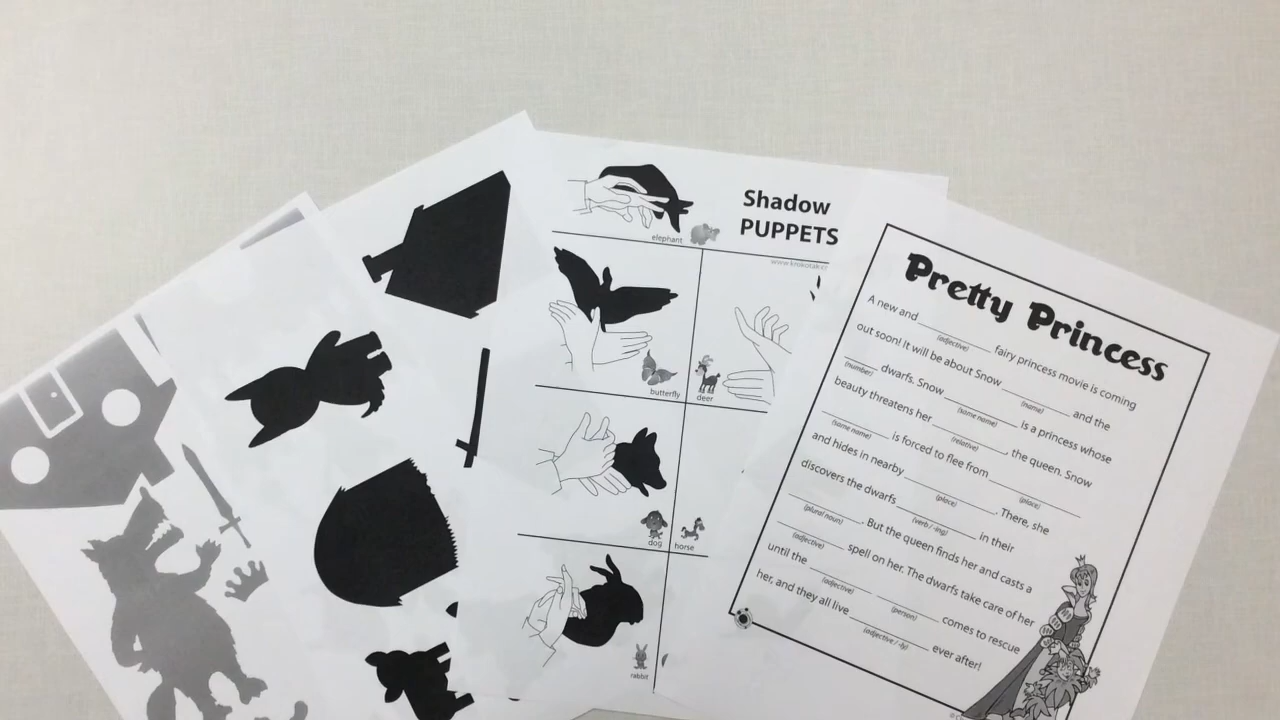 Shadow
PUPPETS
elephant
butterfly
deer
dog
horse
rabbit
Pretty Princess
A new and ________ fairy princess movie is coming
(adjective)
out soon! It will be about Snow ________ and the
(name)
________ dwarfs. Snow ________ is a princess whose
(number) (same name)
beauty threatens her ________, the queen. Snow
(relative)
________ is forced to flee from ________
(same name) (place)
and hides in nearby ________. There, she
(place)
discovers the dwarfs ________ in their
(verb / -ing)
________. But the queen finds her and casts a
(plural noun)
________ spell on her. The dwarfs take care of her
(adjective)
until the ________ ________ comes to rescue
(adjective) (person)
her, and they all live ________ ever after!
(adjective / -ly)